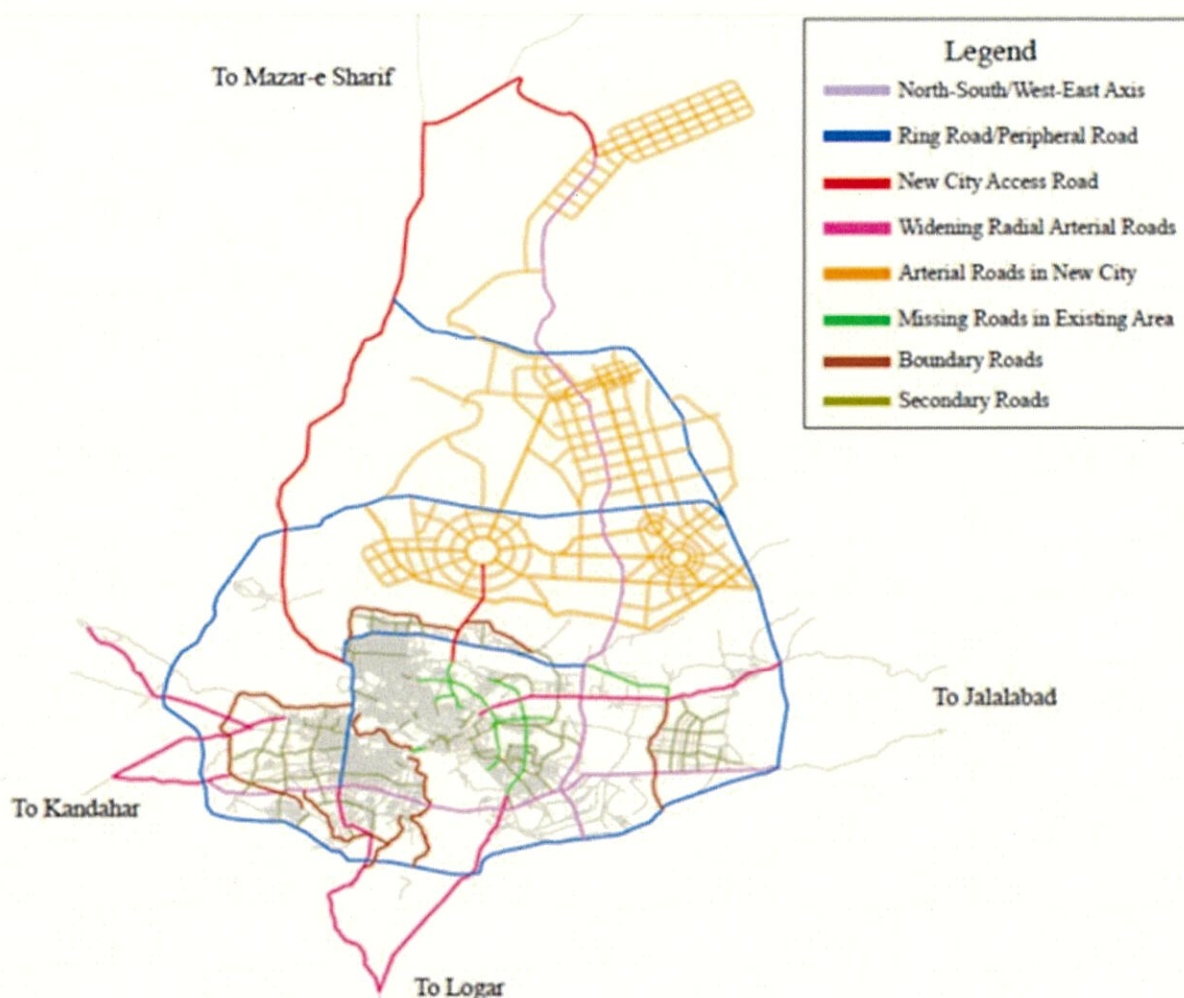 To Mazar-e Sharif
Legend
North-South/West-East Axis
Ring Road/Peripheral Road
New City Access Road
Widening Radial Arterial Roads
Arterial Roads in New City
Missing Roads in Existing Area
Boundary Roads
Secondary Roads
To Jalalabad
To Kandahar
To Logar